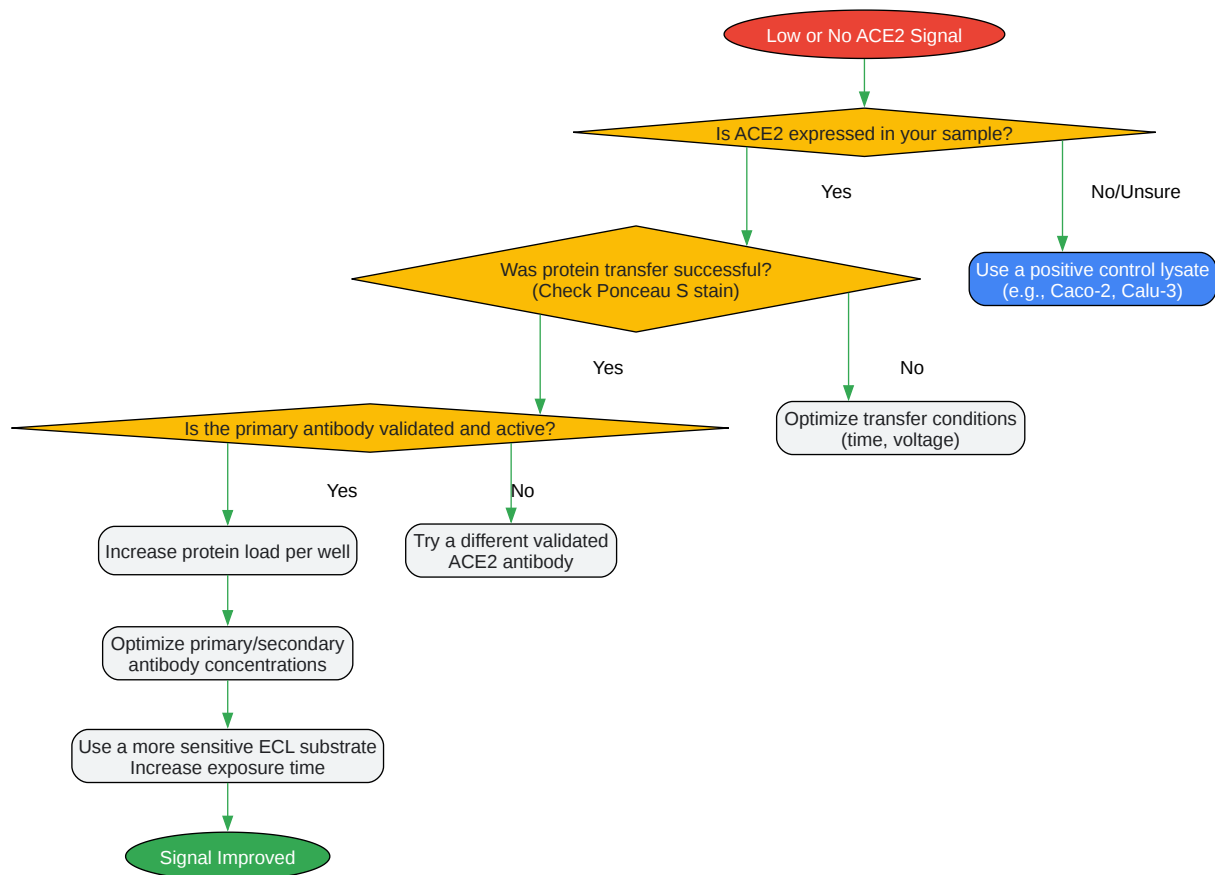 Low or No ACE2 Signal
Is ACE2 expressed in your sample?
Yes
No/Unsure
Was protein transfer successful?
(Check Ponceau S stain)
Use a positive control lysate
(e.g., Caco-2, Calu-3)
Yes
No
Is the primary antibody validated and active?
Optimize transfer conditions
(time, voltage)
Yes
No
Increase protein load per well
Try a different validated
ACE2 antibody
Optimize primary/secondary
antibody concentrations
Use a more sensitive ECL substrate
Increase exposure time
Signal Improved